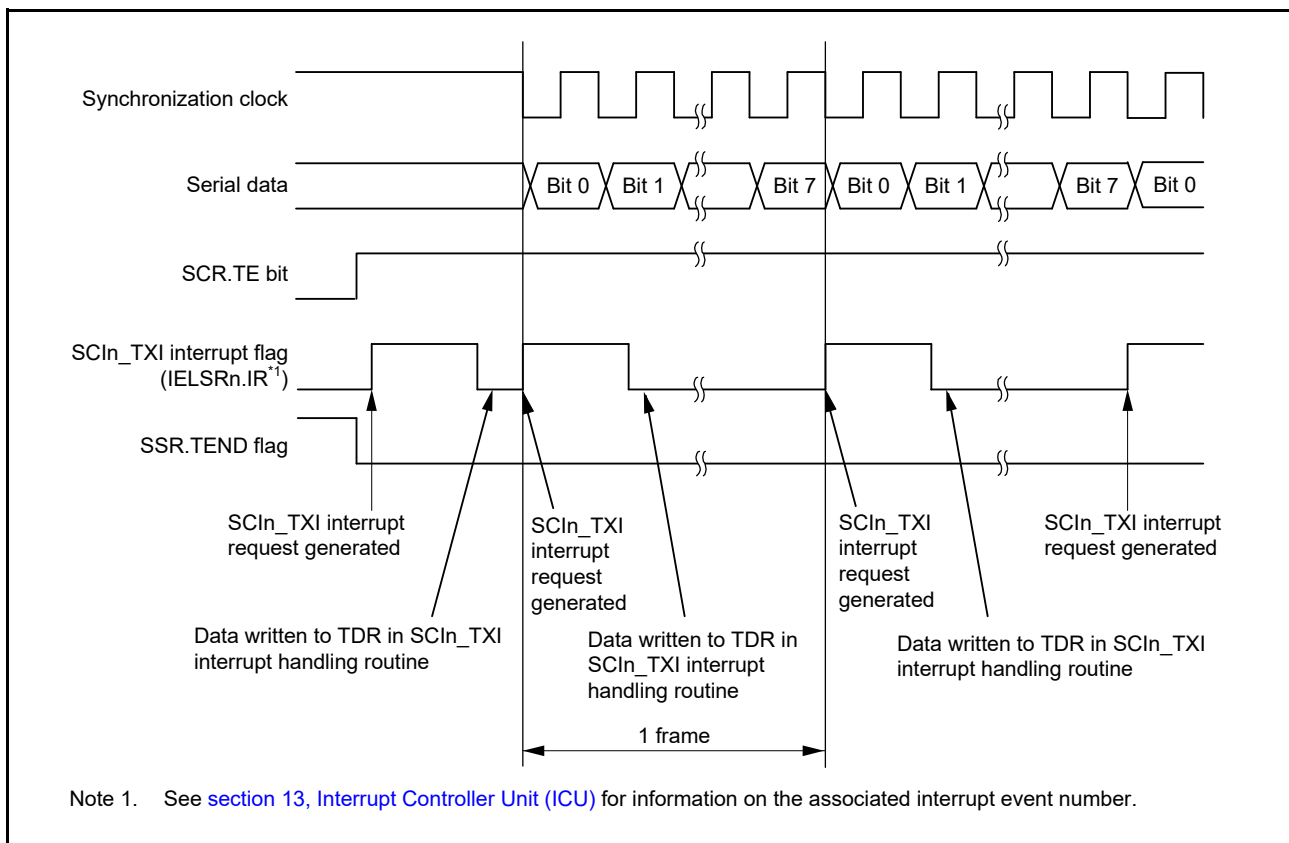 Synchronization clock
Serial data
Bit 0 Bit 1 Bit 7 Bit 0 Bit 1 Bit 7 Bit 0
SCR.TE bit
SCIn_TXI interrupt flag
(IELSRn.IR*1)
SSR.TEND flag
SCIn_TXI interrupt
request generated
SCIn_TXI
interrupt
request
generated
SCIn_TXI
interrupt
request
generated
SCIn_TXI interrupt
request generated
Data written to TDR in SCIn_TXI
interrupt handling routine
Data written to TDR in
SCIn_TXI interrupt
handling routine
Data written to TDR in SCIn_TXI
interrupt handling routine
1 frame
Note 1. See section 13, Interrupt Controller Unit (ICU) for information on the associated interrupt event number.